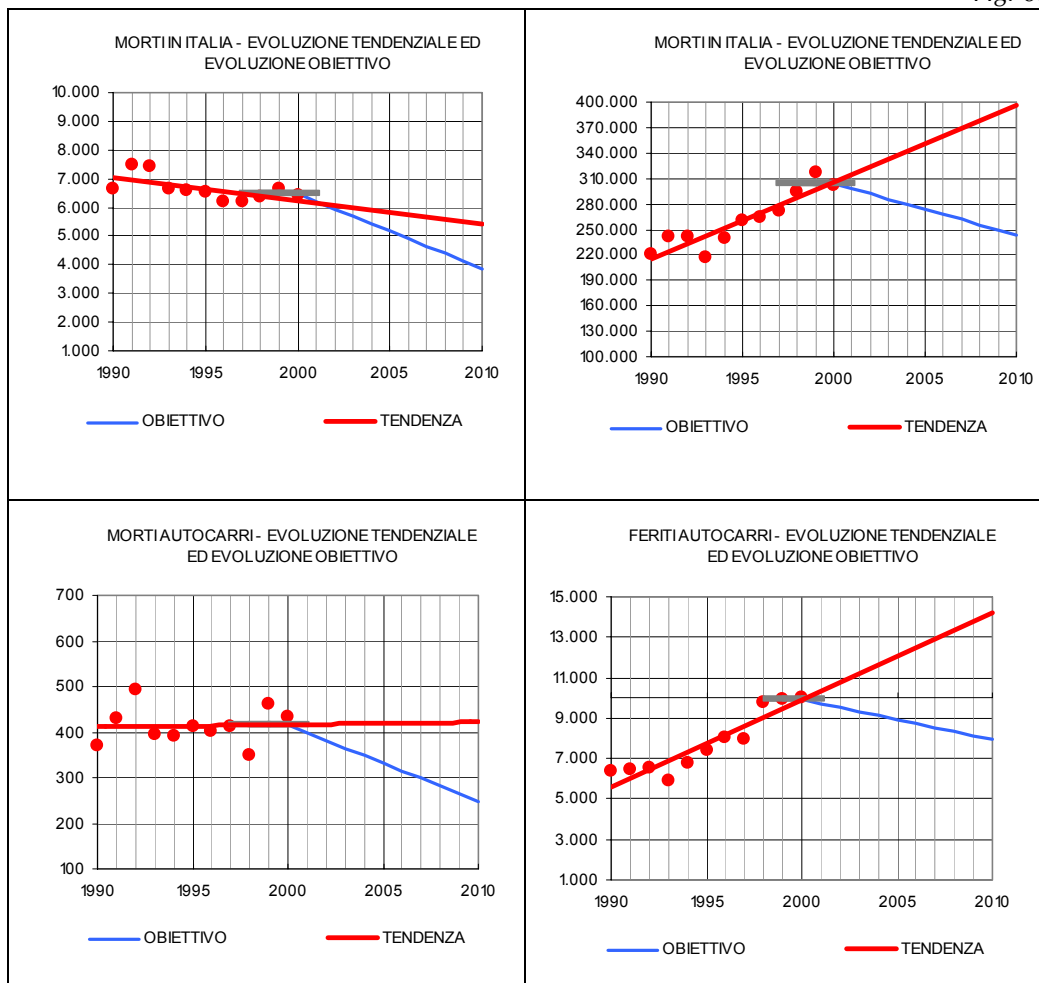 MORTI IN ITALIA - EVOLUZIONE TENDENZIALE ED
EVOLUZIONE OBIETTIVO
10.000
9.000
8.000
7.000
6.000
5.000
4.000
3.000
2.000
1.000
1990 1995 2000 2005 2010
OBIETTIVO TENDENZA
MORTI IN ITALIA - EVOLUZIONE TENDENZIALE ED
EVOLUZIONE OBIETTIVO
400.000
370.000
340.000
310.000
280.000
250.000
220.000
190.000
160.000
130.000
100.000
1990 1995 2000 2005 2010
OBIETTIVO TENDENZA
MORTI AUTOCARRI - EVOLUZIONE TENDENZIALE
ED EVOLUZIONE OBIETTIVO
700
600
500
400
300
200
100
1990 1995 2000 2005 2010
OBIETTIVO TENDENZA
FERITI AUTOCARRI - EVOLUZIONE TENDENZIALE
ED EVOLUZIONE OBIETTIVO
15.000
13.000
11.000
9.000
7.000
5.000
3.000
1.000
1990 1995 2000 2005 2010
OBIETTIVO TENDENZA